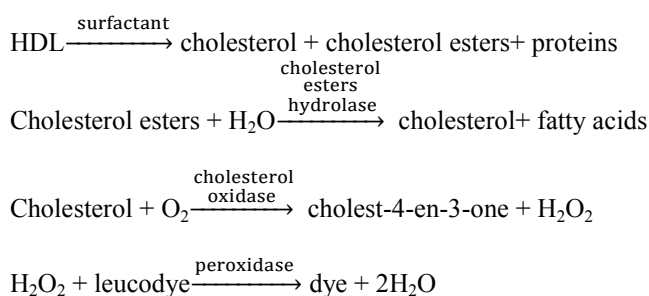 surfactant
HDL⟶cholesterol + cholesterol esters+ proteins
cholesterol
esters
hydrolase
Cholesterol esters + H₂O⟶ cholesterol+ fatty acids
cholesterol
oxidase
Cholesterol + O₂⟶ cholest-4-en-3-one + H₂O₂
peroxidase
H₂O₂ + leucodye⟶ dye + 2H₂O